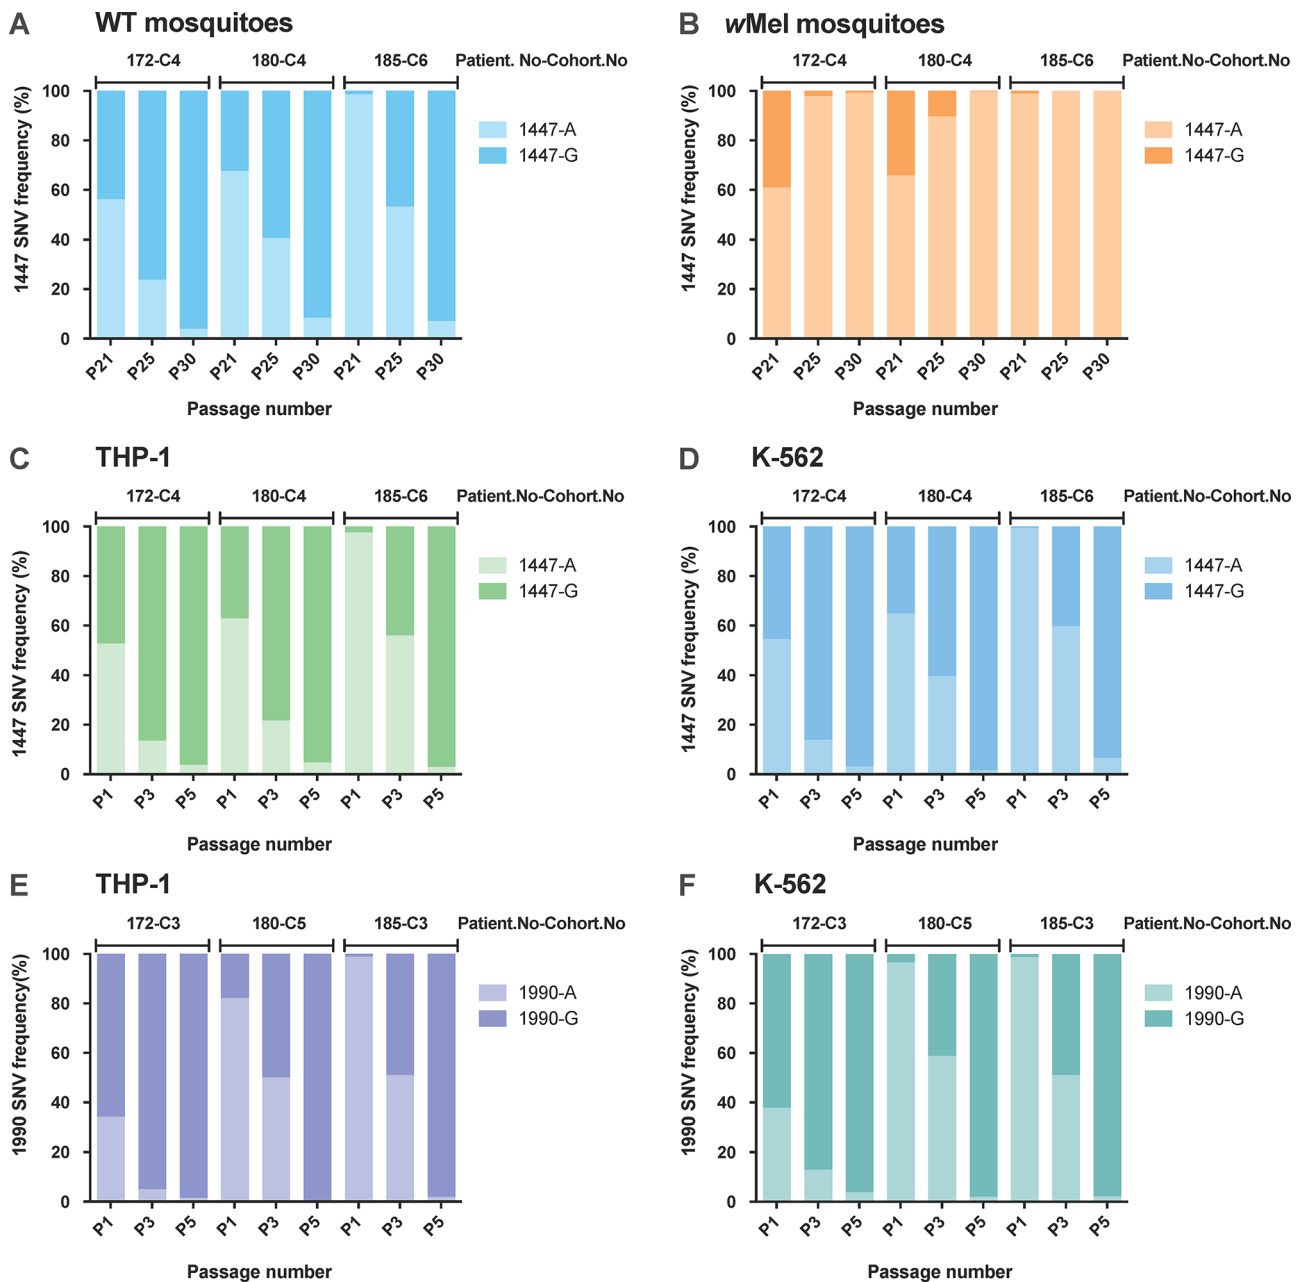 A WT mosquitoes
172-C4 180-C4 185-C6 Patient. No-Cohort.No
1447 SNV frequency (%)
100
80
60
40
20
0
1447-A
1447-G
P21 P25 P30 P21 P25 P30 P21 P25 P30
Passage number
B wMel mosquitoes
172-C4 180-C4 185-C6 Patient.No-Cohort.No
1447 SNV frequency (%)
100
80
60
40
20
0
1447-A
1447-G
P21 P25 P30 P21 P25 P30 P21 P25 P30
Passage number
C THP-1
172-C4 180-C4 185-C6 Patient.No-Cohort.No
1447 SNV frequency (%)
100
80
60
40
20
0
1447-A
1447-G
P1 P3 P5 P1 P3 P5 P1 P3 P5
Passage number
D K-562
172-C4 180-C4 185-C6 Patient.No-Cohort.No
1447 SNV frequency (%)
100
80
60
40
20
0
1447-A
1447-G
P1 P3 P5 P1 P3 P5 P1 P3 P5
Passage number
E THP-1
172-C3 180-C5 185-C3 Patient.No-Cohort.No
1990 SNV frequency(%)
100
80
60
40
20
0
1990-A
1990-G
P1 P3 P5 P1 P3 P5 P1 P3 P5
Passage number
F K-562
172-C3 180-C5 185-C3 Patient.No-Cohort.No
1990 SNV frequency (%)
100
80
60
40
20
0
1990-A
1990-G
P1 P3 P5 P1 P3 P5 P1 P3 P5
Passage number